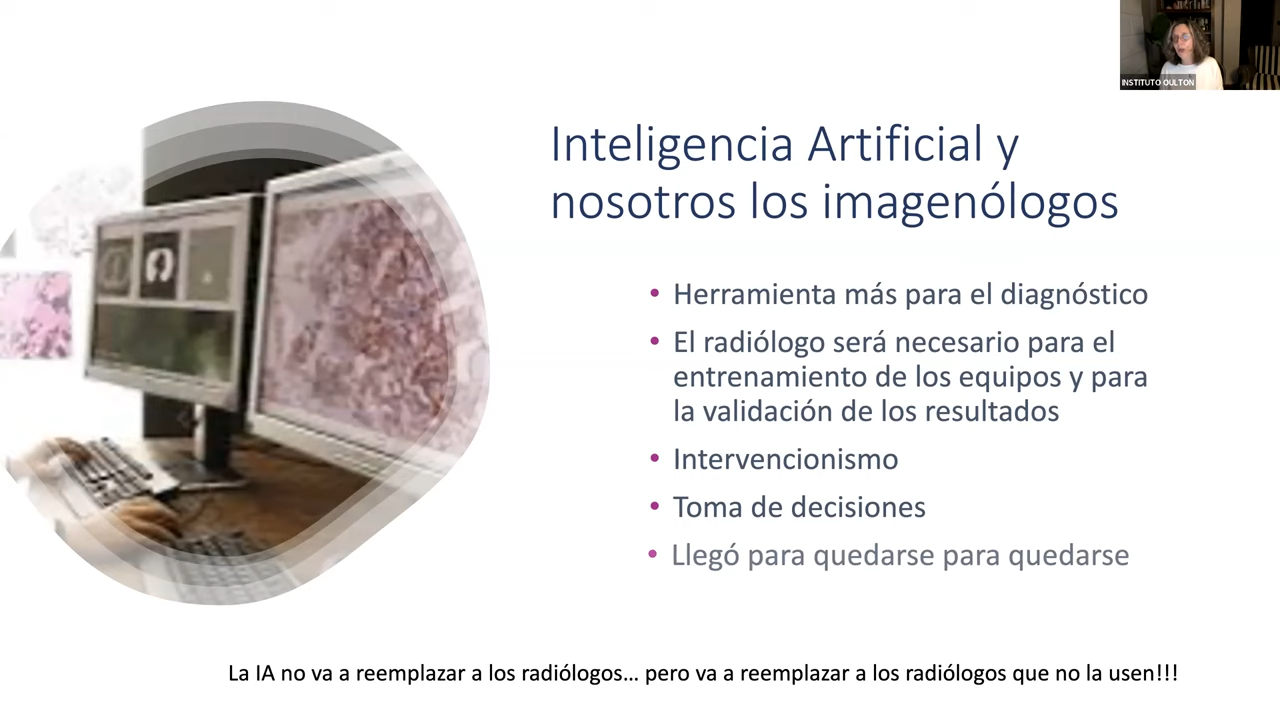 INSTITUTO OULTON
Inteligencia Artificial y
nosotros los imagenólogos
• Herramienta más para el diagnóstico
• El radiólogo será necesario para el
entrenamiento de los equipos y para
la validación de los resultados
• Intervencionismo
• Toma de decisiones
• Llegó para quedarse para quedarse
La IA no va a reemplazar a los radiólogos... pero va a reemplazar a los radiólogos que no la usen!!!